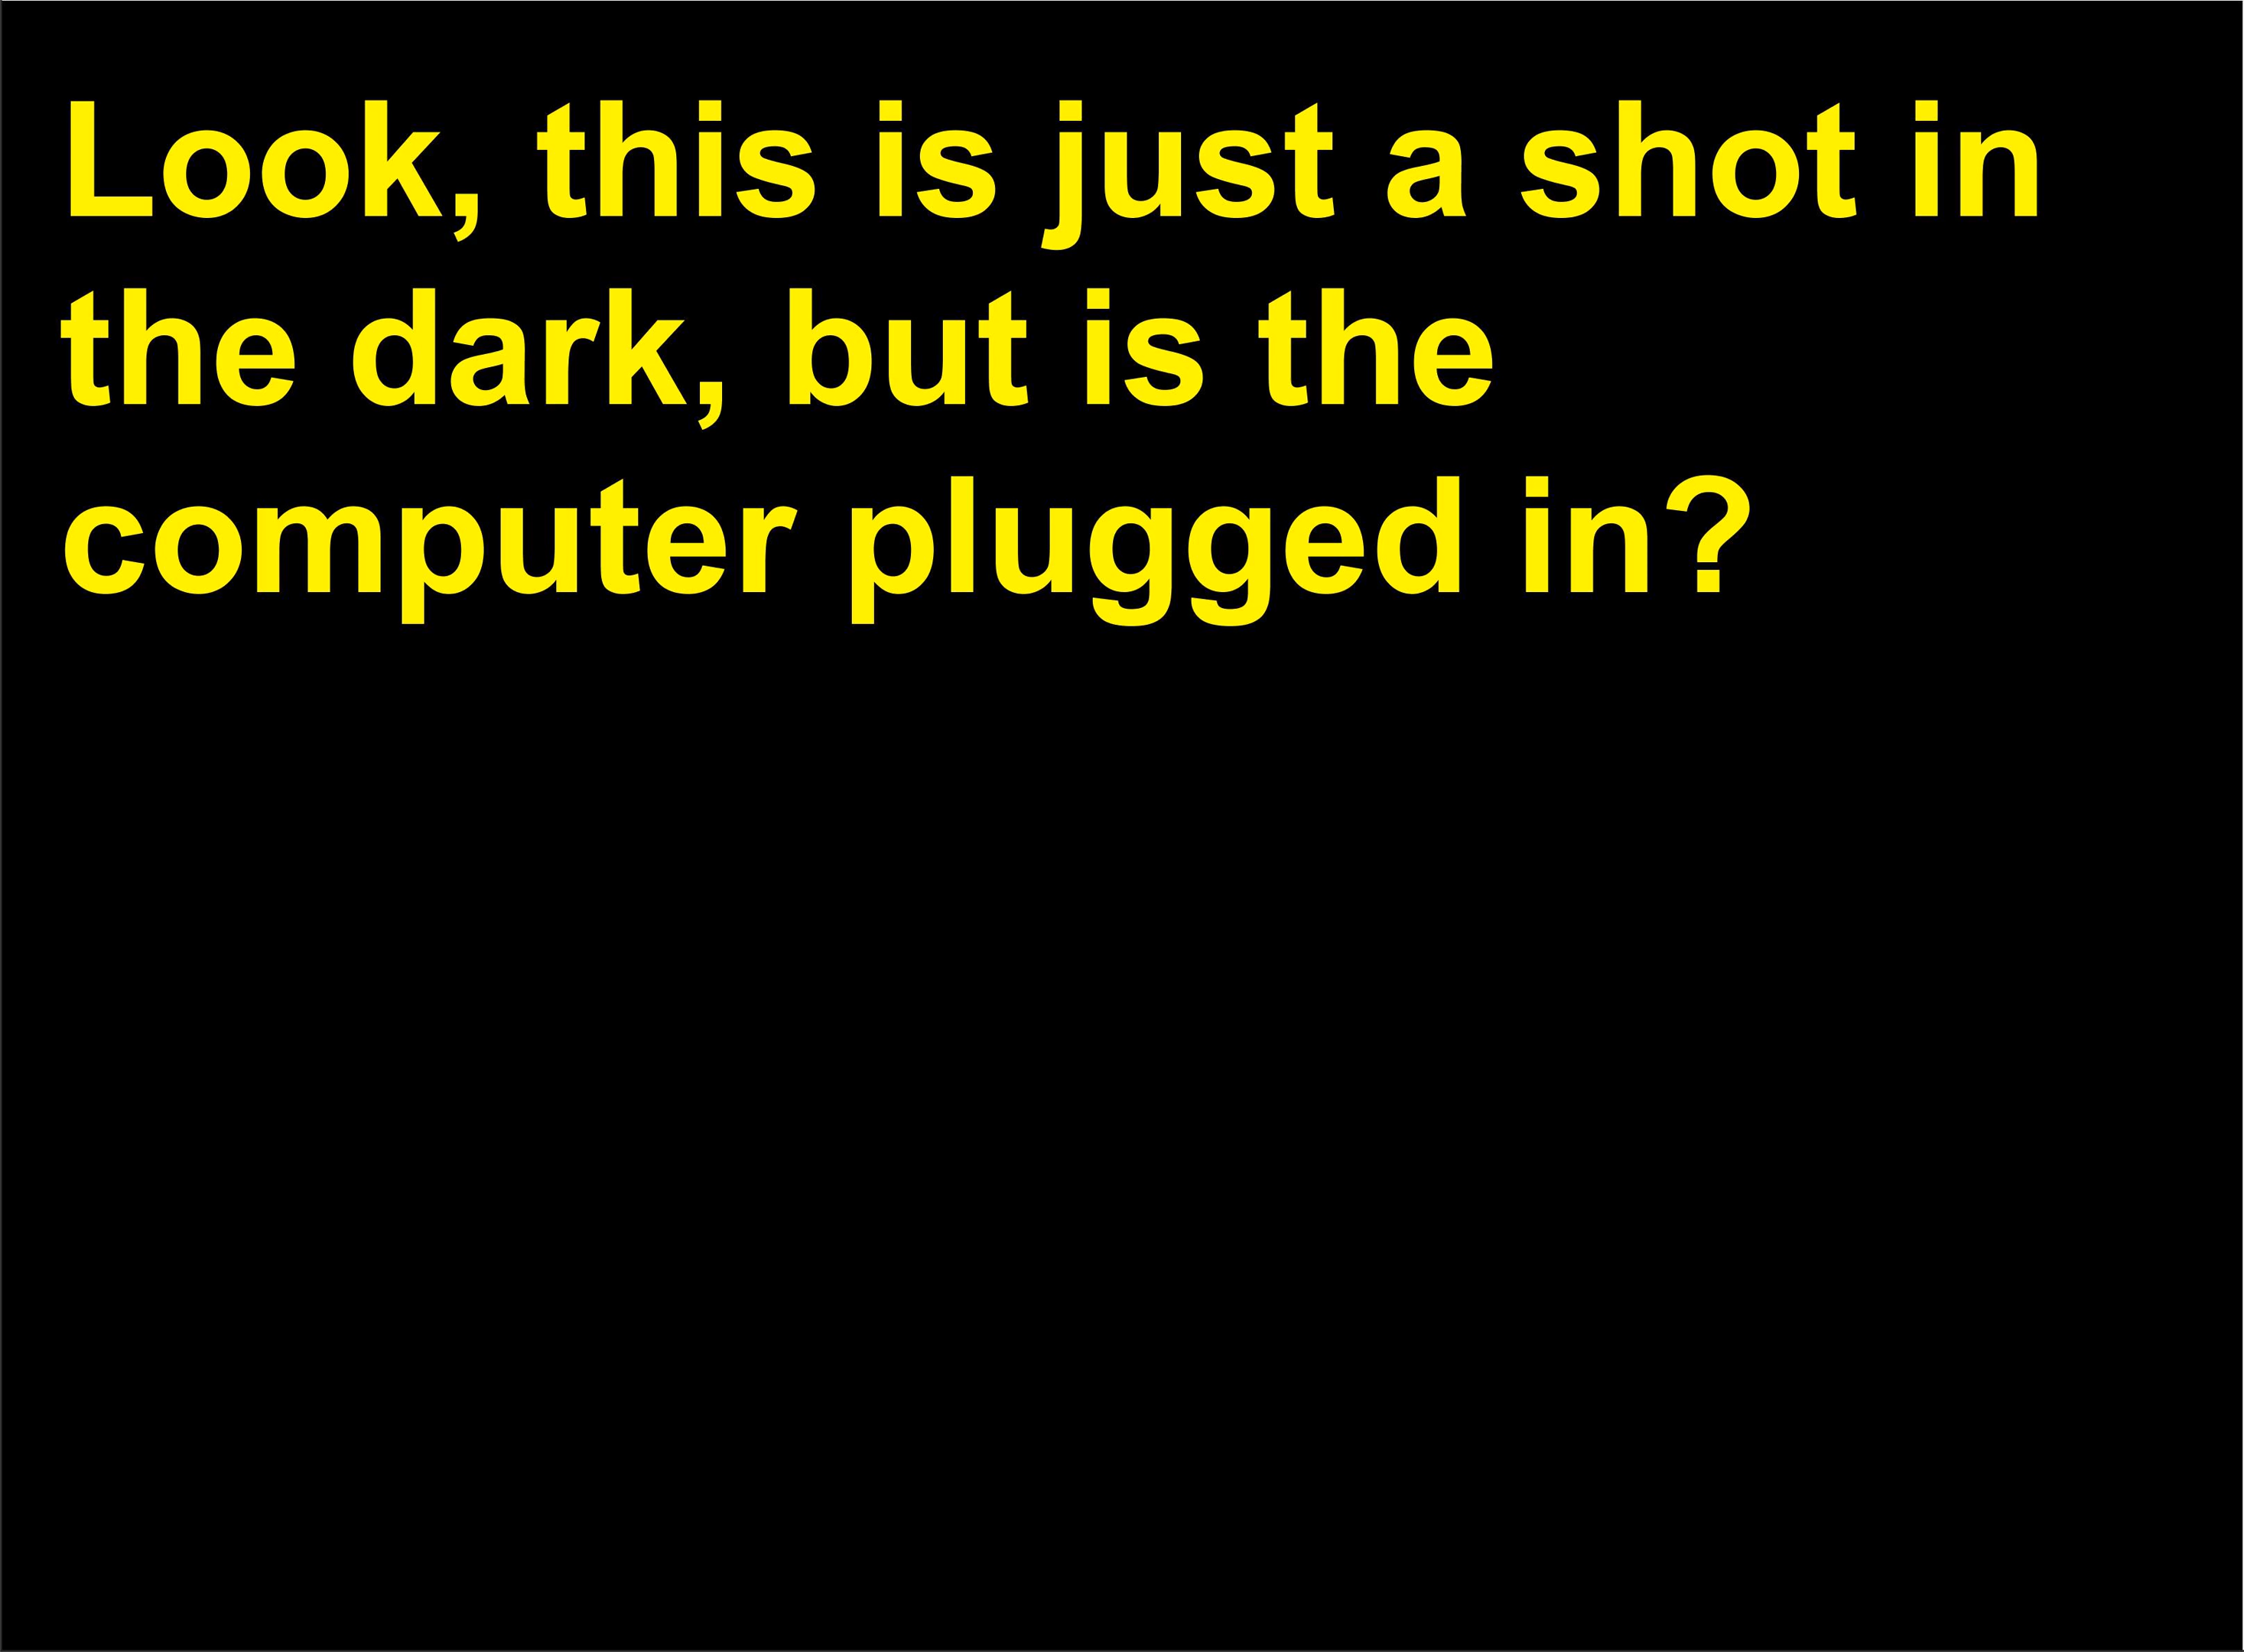 Look, this is just a shot in
the dark, but is the
computer plugged in?